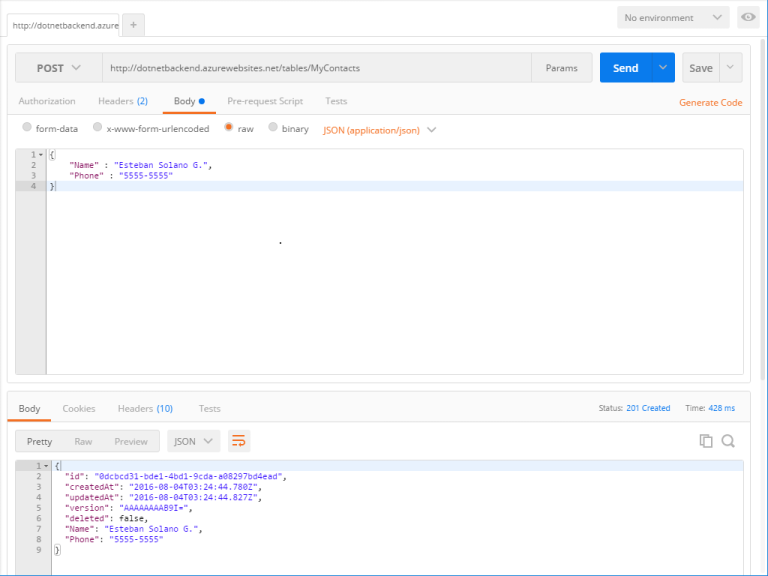 http://dotnetbackend.azure
+
No environment
POST http://dotnetbackend.azurewebsites.net/tables/MyContacts Params Send Save
Authorization Headers (2) Body Pre-request Script Tests Generate Code
form-data x-www-form-urlencoded raw binary JSON (application/json)
1 {
2 "Name" : "Esteban Solano G.",
3 "Phone" : "5555-5555"
4 }
Body Cookies Headers (10) Tests Status: 201 Created Time: 428 ms
Pretty Raw Preview JSON
1 {
2 "id": "0dcbcd31-bde1-4bd1-9cda-a08297bd4ead",
3 "createdAt": "2016-08-04T03:24:44.780Z",
4 "updatedAt": "2016-08-04T03:24:44.827Z",
5 "version": "AAAAAAAAB9I=",
6 "deleted": false,
7 "Name": "Esteban Solano G.",
8 "Phone": "5555-5555"
9 }